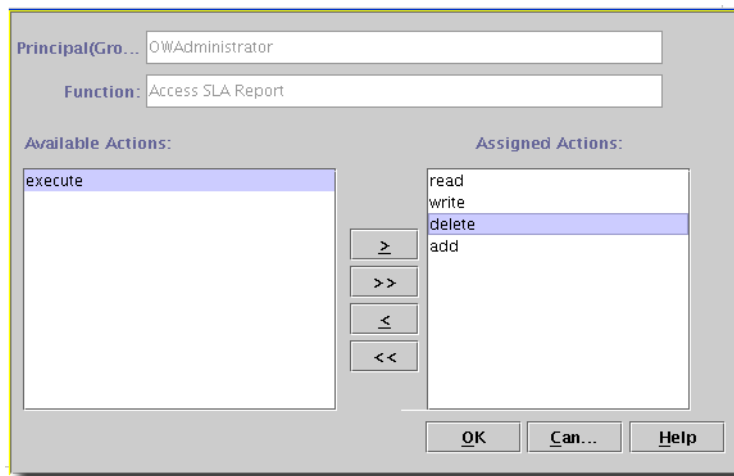 Principal(Gro... OWAdministrator
Function: Access SLA Report
Available Actions:
Assigned Actions:
execute
read
write
delete
add
>
>>
<
<<
OK Can... Help